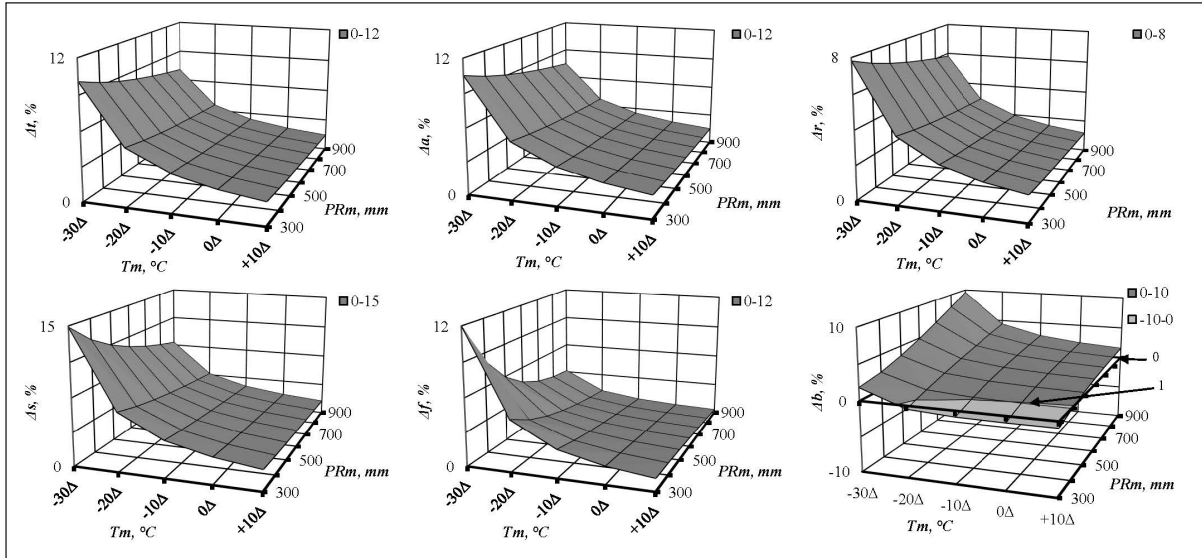 0-12
12
Δt, %
0
-30Δ
-20Δ
-10Δ
0Δ
+10Δ
Tm, °C
300
500
700
900
PRm, mm
0-12
12
Δa, %
0
-30Δ
-20Δ
-10Δ
0Δ
+10Δ
Tm, °C
300
500
700
900
PRm, mm
0-8
8
Δr, %
0
-30Δ
-20Δ
-10Δ
0Δ
+10Δ
Tm, °C
300
500
700
900
PRm, mm
0-15
15
Δs, %
0
-30Δ
-20Δ
-10Δ
0Δ
+10Δ
Tm, °C
300
500
700
900
PRm, mm
0-12
12
Δf, %
0
-30Δ
-20Δ
-10Δ
0Δ
+10Δ
Tm, °C
300
500
700
900
PRm, mm
0-10
-10-0
10
Δb, %
0
-10
0
1
-30Δ
-20Δ
-10Δ
0Δ
+10Δ
Tm, °C
300
500
700
900
PRm, mm